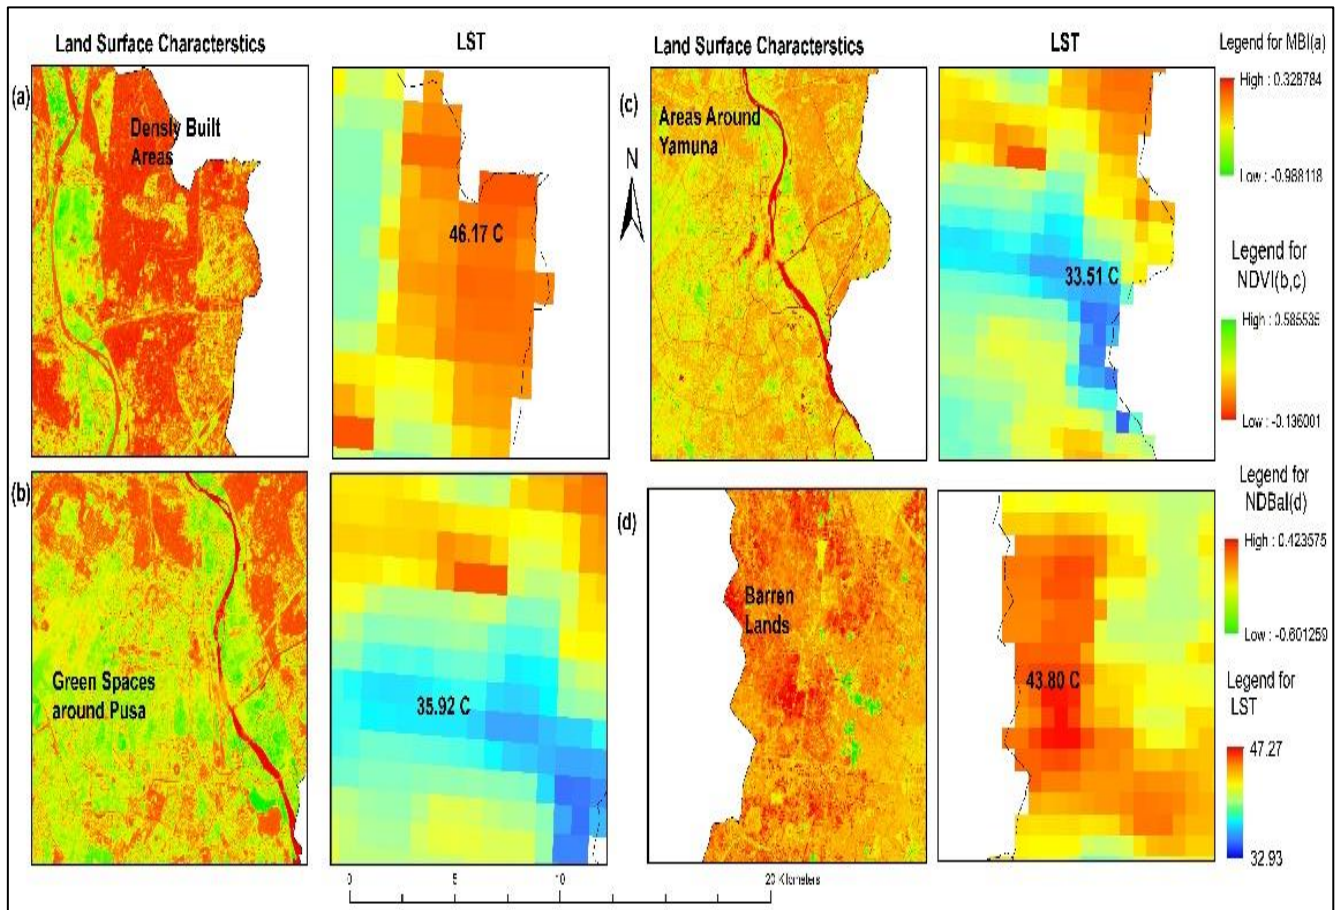 Land Surface Characterstics
LST
(a)
Densly Built
Areas
46.17 C
(b)
Green Spaces
around Pusa
35.92 C
Land Surface Characterstics
LST
(c)
Areas Around
Yamuna
N
33.51 C
(d)
Barren
Lands
43.80 C
Legend for MBI(a)
High : 0.328784
Low : -0.988118
Legend for
NDVI(b,c)
High : 0.585535
Low : -0.136001
Legend for
NDBal(d)
High : 0.423575
Low : -0.601259
Legend for
LST
47.27
32.93
0 5 10 20 Kilometers